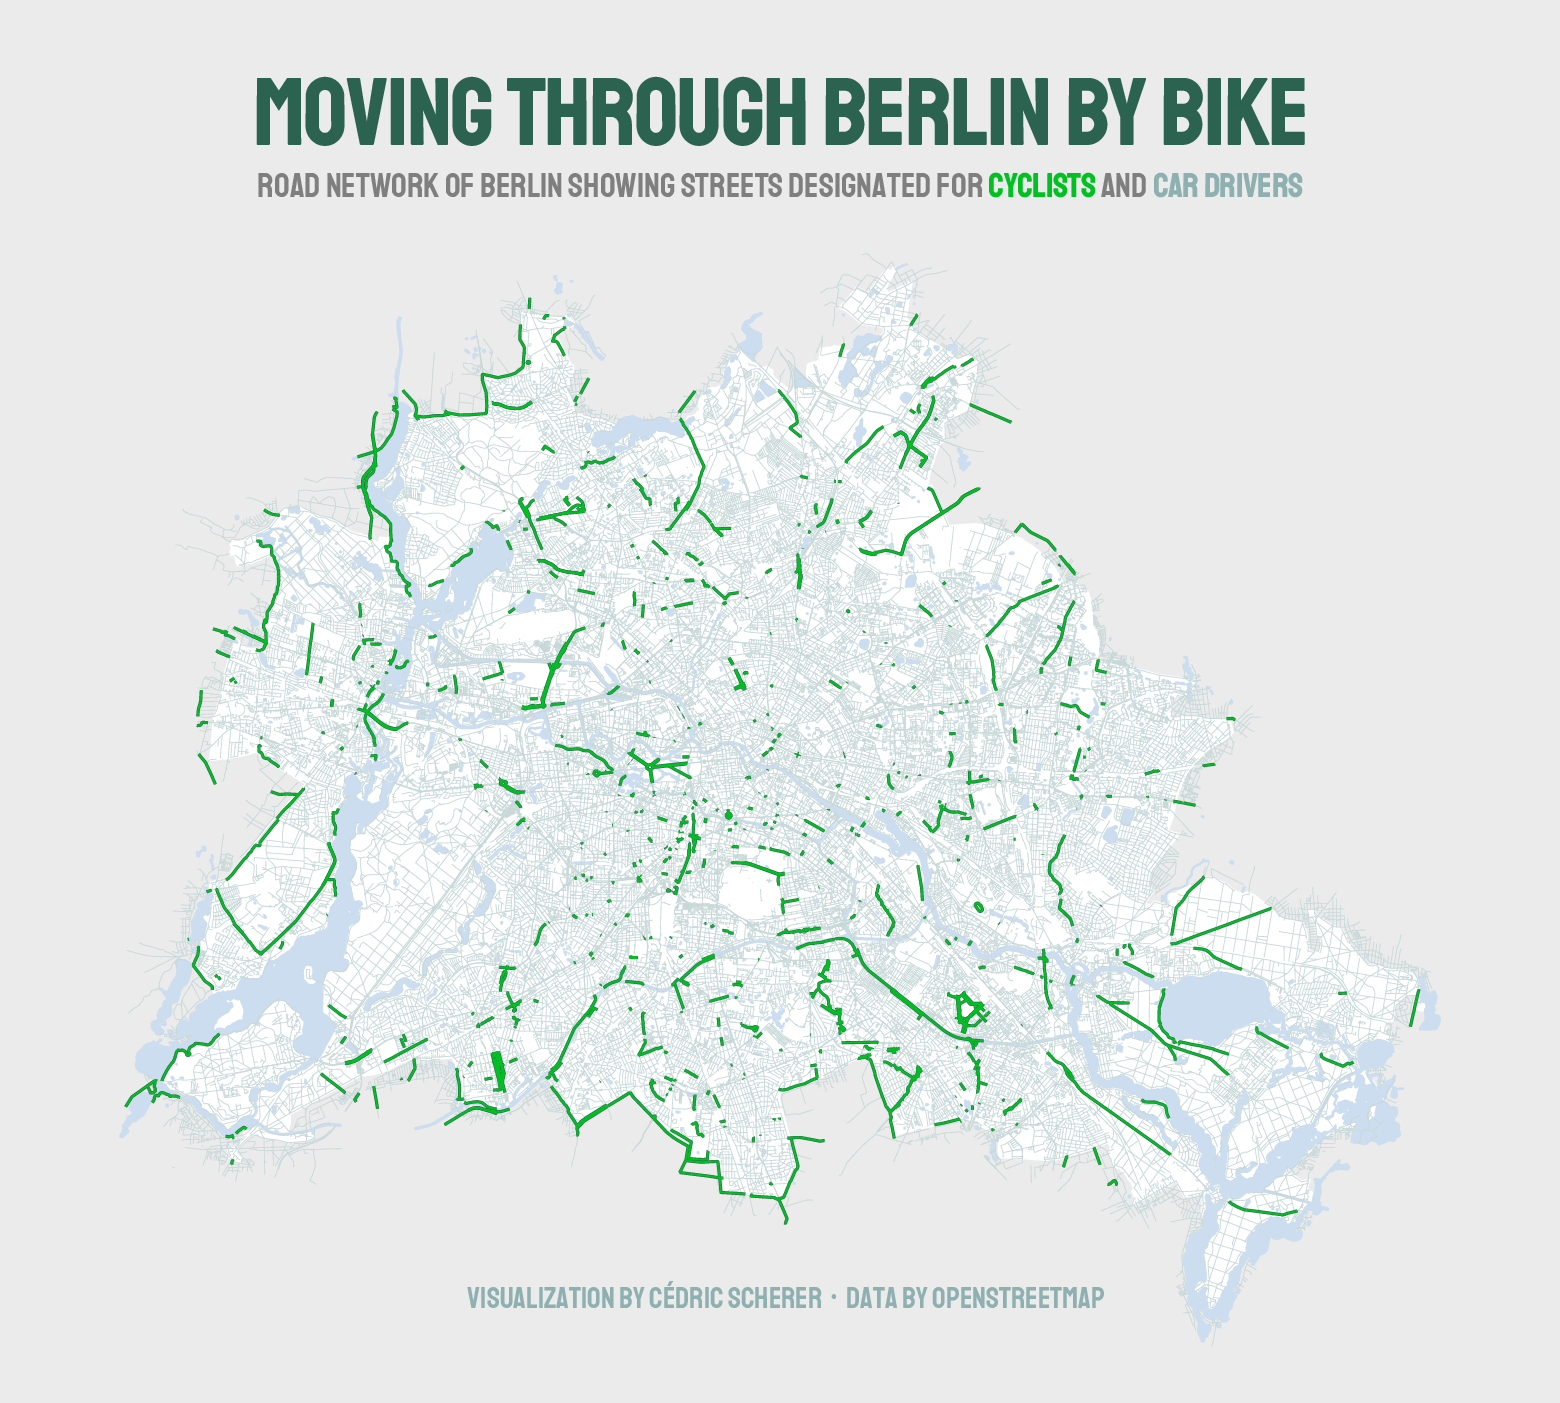 MOVING THROUGH BERLIN BY BIKE
ROAD NETWORK OF BERLIN SHOWING STREETS DESIGNATED FOR CYCLISTS AND CAR DRIVERS
VISUALIZATION BY CÉDRIC SCHERER • DATA BY OPENSTREETMAP